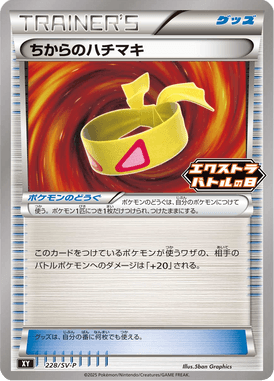 TRAINER'S
グッズ
ちからのハチマキ
エクストラ
バトルの日
ポケモンのどうぐ
ポケモンのどうぐは、自分のポケモンにつけて
使う。ポケモン1匹につき1枚だけつけられ、つけたままにする。
このカードをつけているポケモンが使うワザの、相手の
バトルポケモンへのダメージは「+20」される。
グッズ
グッズは、自分の番に何枚でも使える。
XY 228/SV-P
Illus.5ban Graphics
©2025 Pokémon/Nintendo/Creatures/GAME FREAK.